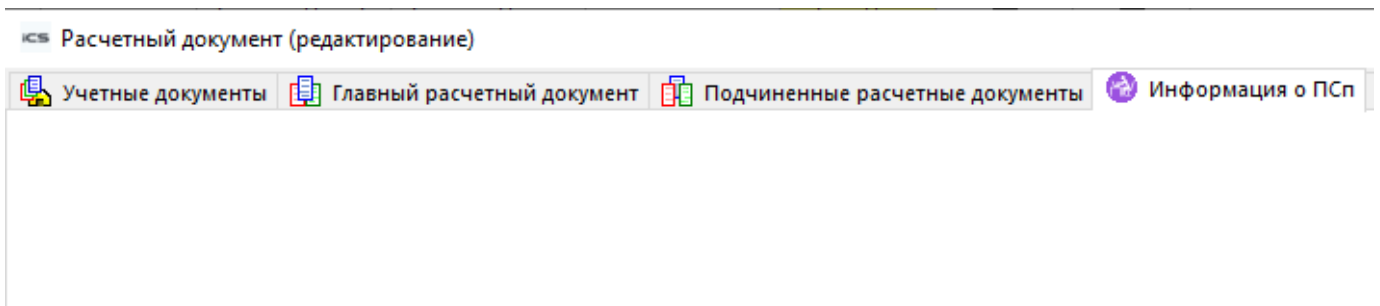 iCS Расчетный документ (редактирование)
Учетные документы Главный расчетный документ Подчиненные расчетные документы Информация о ПСп